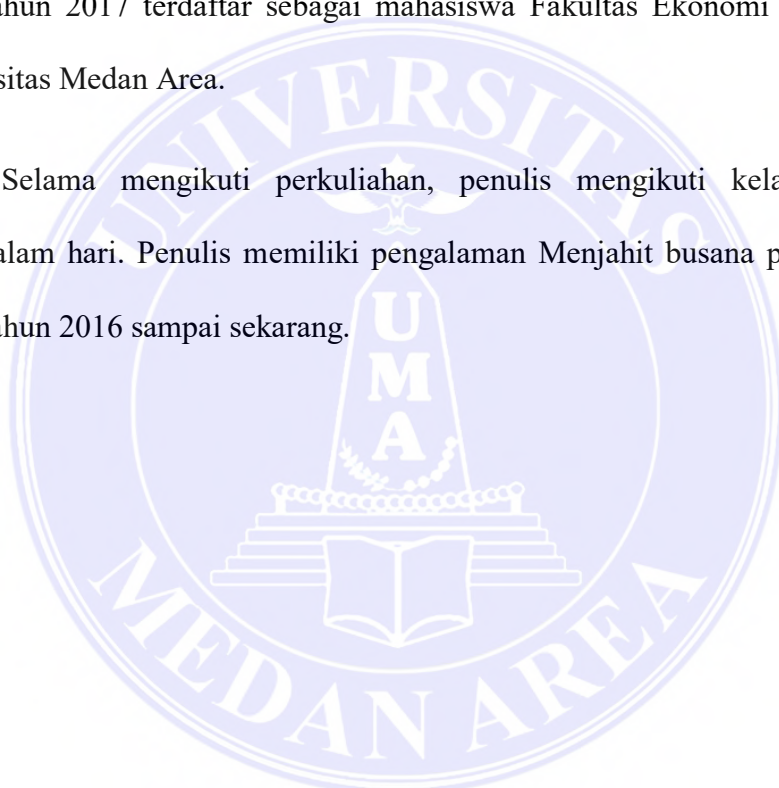 ahun 2017 terdaftar sebagai mahasiswa Fakultas Ekonomi
sitas Medan Area.
Selama mengikuti perkuliahan, penulis mengikuti kela
alam hari. Penulis memiliki pengalaman Menjahit busana p
ahun 2016 sampai sekarang.
UNIVERSITAS
UMA
MEDAN AREA